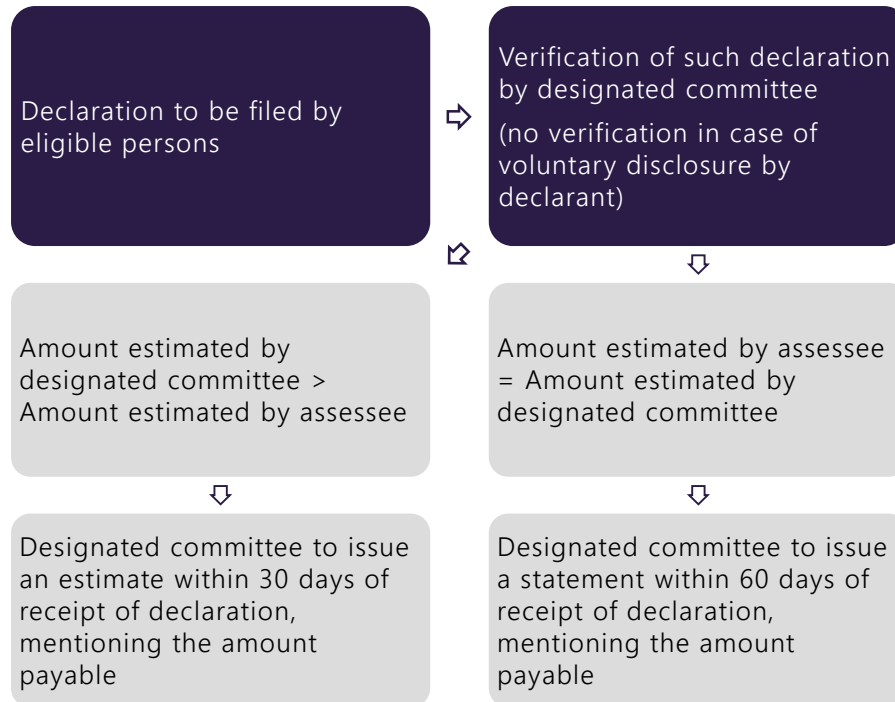 Declaration to be filed by
eligible persons
Verification of such declaration
by designated committee
(no verification in case of
voluntary disclosure by
declarant)
Amount estimated by
designated committee >
Amount estimated by assessee
Amount estimated by assessee
= Amount estimated by
designated committee
Designated committee to issue
an estimate within 30 days of
receipt of declaration,
mentioning the amount
payable
Designated committee to issue
a statement within 60 days of
receipt of declaration,
mentioning the amount
payable